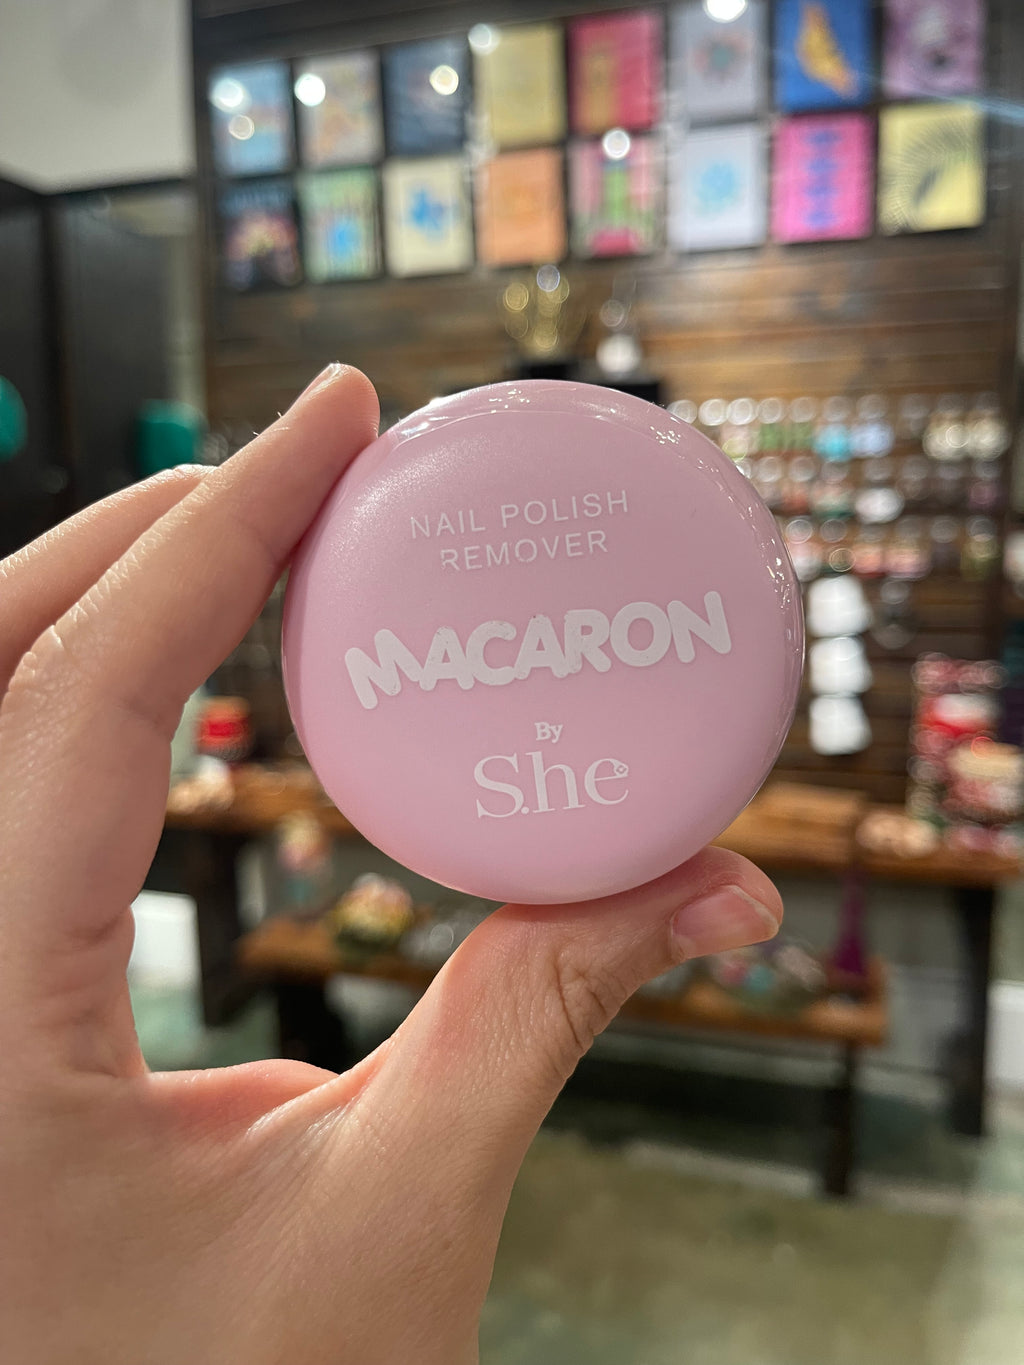 NAIL POLISH
REMOVER
MACARON
By
S.he